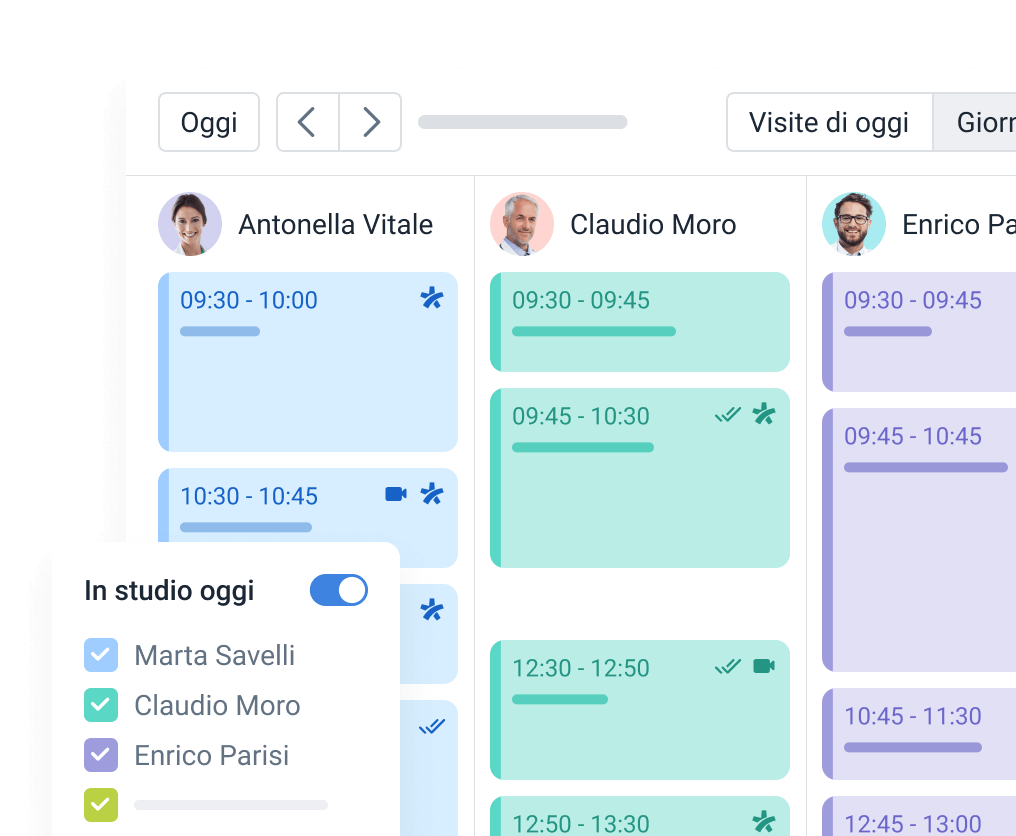 Oggi
Visite di oggi
Giorn
Antonella Vitale
Claudio Moro
Enrico Pa
09:30 - 10:00
09:30 - 09:45
09:30 - 09:45
09:45 - 10:30
09:45 - 10:45
10:30 - 10:45
In studio oggi
Marta Savelli
Claudio Moro
Enrico Parisi
12:30 - 12:50
10:45 - 11:30
12:50 - 13:30
12:45 - 13:00